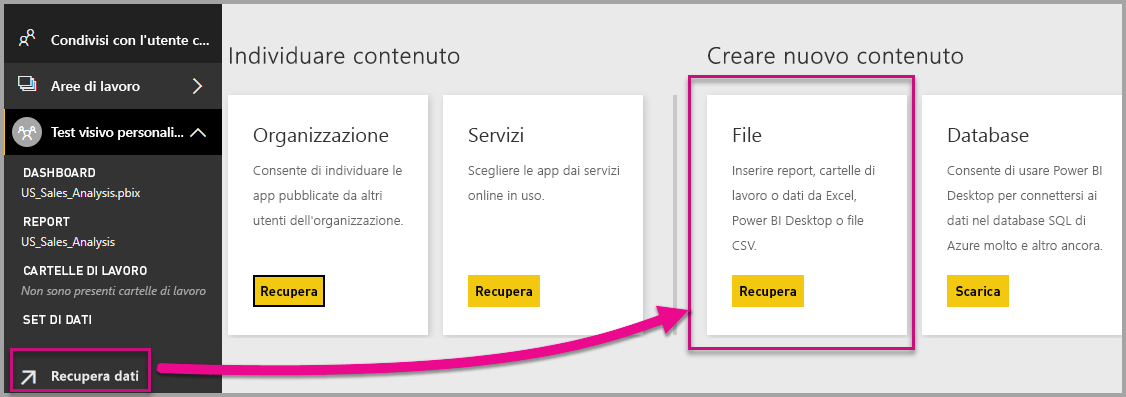 Condivisi con l'utente c...
Aree di lavoro
Test visivo personali...
DASHBOARD
US_Sales_Analysis.pbix
REPORT
US_Sales_Analysis
CARTELLE DI LAVORO
Non sono presenti cartelle di lavoro
SET DI DATI
Recupera dati
Individuare contenuto
Organizzazione
Consente di individuare le
app pubblicate da altri
utenti dell'organizzazione.
Recupera
Servizi
Scegliere le app dai servizi
online in uso.
Recupera
Creare nuovo contenuto
File
Inserire report, cartelle di
lavoro o dati da Excel,
Power BI Desktop o file
CSV.
Recupera
Database
Consente di usare Power BI
Desktop per connettersi ai
dati nel database SQL di
Azure molto e altro ancora.
Scarica